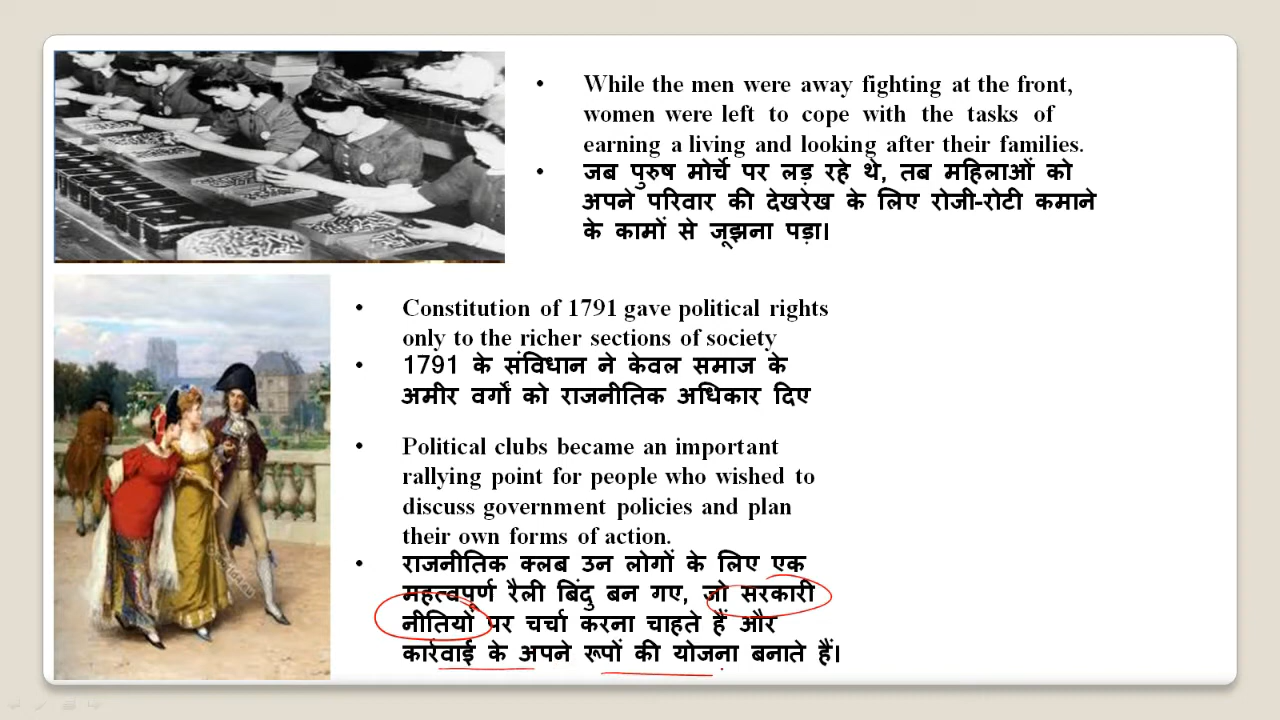 • While the men were away fighting at the front,
women were left to cope with the tasks of
earning a living and looking after their families.
• जब पुरुष मोर्चे पर लड़ रहे थे, तब महिलाओं को
अपने परिवार की देखरेख के लिए रोजी-रोटी कमाने
के कामों से जूझना पड़ा।
• Constitution of 1791 gave political rights
only to the richer sections of society
• 1791 के संविधान ने केवल समाज के
अमीर वर्गों को राजनीतिक अधिकार दिए
• Political clubs became an important
rallying point for people who wished to
discuss government policies and plan
their own forms of action.
• राजनीतिक क्लब उन लोगों के लिए एक
महत्वपूर्ण रैली बिंदु बन गए, जो सरकारी
नीतियों पर चर्चा करना चाहते हैं और
कार्रवाई के अपने रूपों की योजना बनाते हैं।